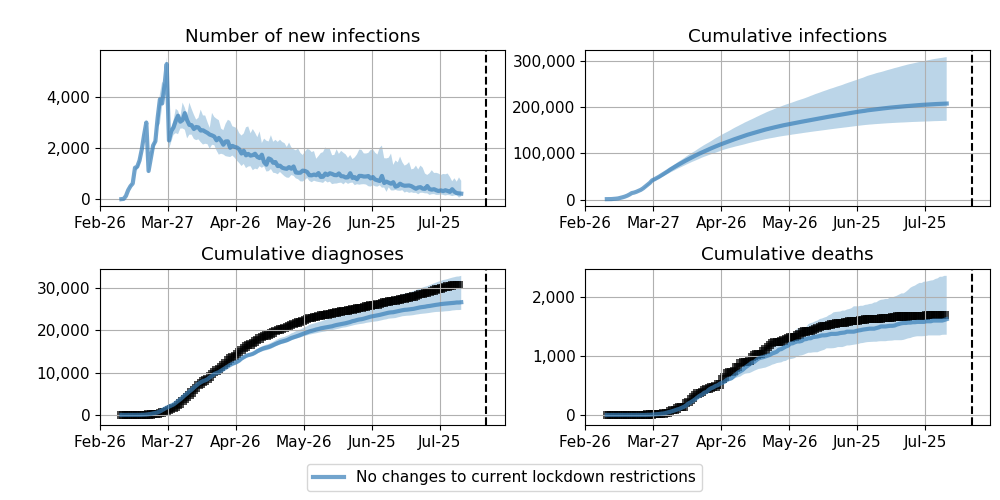 Number of new infections
4,000
2,000
0
Feb-26 Mar-27 Apr-26 May-26 Jun-25 Jul-25
Cumulative infections
300,000
200,000
100,000
0
Feb-26 Mar-27 Apr-26 May-26 Jun-25 Jul-25
Cumulative diagnoses
30,000
20,000
10,000
0
Feb-26 Mar-27 Apr-26 May-26 Jun-25 Jul-25
Cumulative deaths
2,000
1,000
0
Feb-26 Mar-27 Apr-26 May-26 Jun-25 Jul-25
No changes to current lockdown restrictions